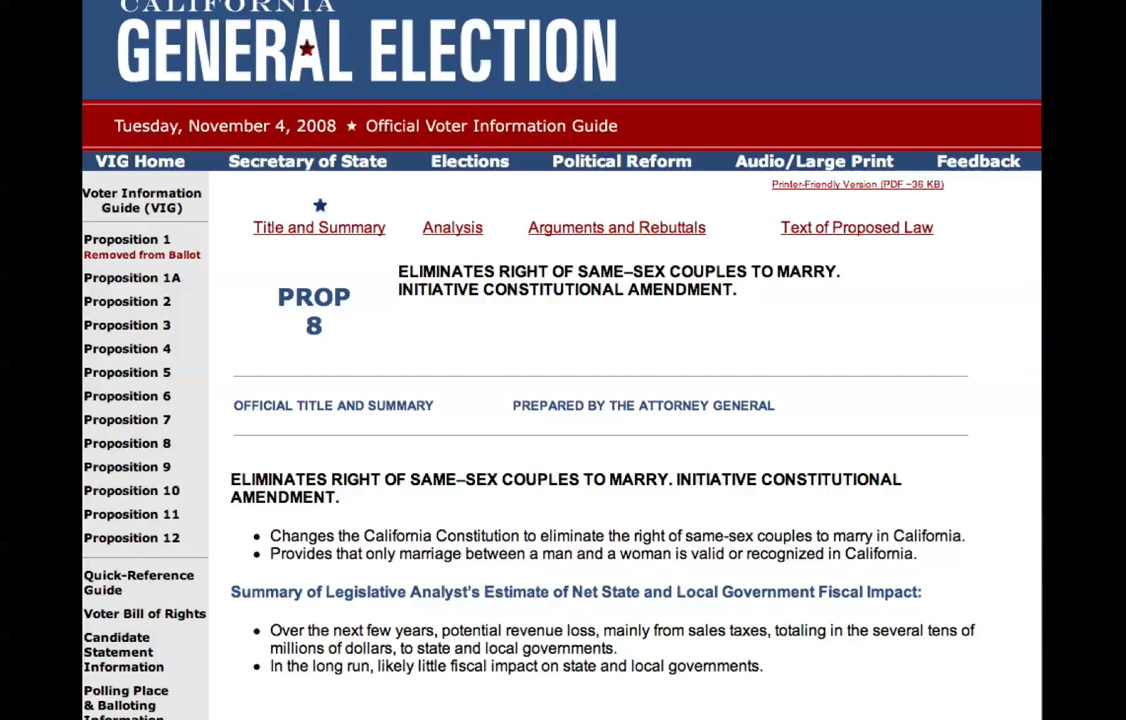 CALIFORNIA
GENERAL ELECTION
Tuesday, November 4, 2008 ★ Official Voter Information Guide
VIG Home Secretary of State Elections Political Reform Audio/Large Print Feedback
Printer-Friendly Version (PDF ~36 KB)
Voter Information
Guide (VIG)
Proposition 1
Removed from Ballot
Proposition 1A
Proposition 2
Proposition 3
Proposition 4
Proposition 5
Proposition 6
Proposition 7
Proposition 8
Proposition 9
Proposition 10
Proposition 11
Proposition 12
Quick-Reference
Guide
Voter Bill of Rights
Candidate
Statement
Information
Polling Place
& Balloting
Information
Title and Summary Analysis Arguments and Rebuttals Text of Proposed Law
PROP
8
ELIMINATES RIGHT OF SAME–SEX COUPLES TO MARRY.
INITIATIVE CONSTITUTIONAL AMENDMENT.
OFFICIAL TITLE AND SUMMARY PREPARED BY THE ATTORNEY GENERAL
ELIMINATES RIGHT OF SAME–SEX COUPLES TO MARRY. INITIATIVE CONSTITUTIONAL
AMENDMENT.
• Changes the California Constitution to eliminate the right of same-sex couples to marry in California.
• Provides that only marriage between a man and a woman is valid or recognized in California.
Summary of Legislative Analyst's Estimate of Net State and Local Government Fiscal Impact:
• Over the next few years, potential revenue loss, mainly from sales taxes, totaling in the several tens of
millions of dollars, to state and local governments.
• In the long run, likely little fiscal impact on state and local governments.